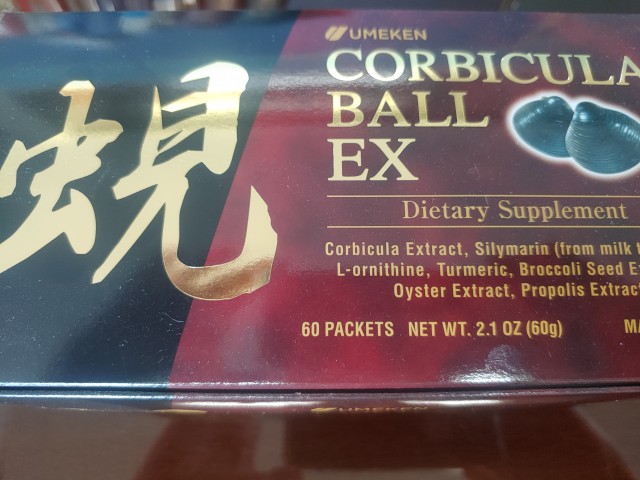 UMEKEN
CORBICULA
BALL
EX
蜆
Dietary Supplement
Corbicula Extract, Silymarin (from milk
L-ornithine, Turmeric, Broccoli Seed E
Oyster Extract, Propolis Extract
60 PACKETS NET WT. 2.1 OZ (60g)
UMEKEN